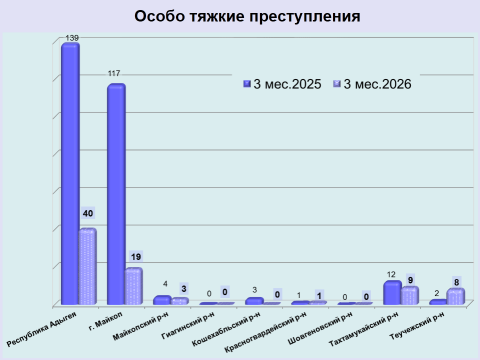 Особо тяжкие преступления
3 мес.2025 3 мес.2026
139 40
117 19
4 3
0 0
3 0
1 1
0 0
12 9
2 8
Республика Адыгея
г. Майкоп
Майкопский р-н
Гиагинский р-н
Кошехабльский р-н
Красногвардейский р-н
Шовгеновский р-н
Тахтамукайский р-н
Теучежский р-н